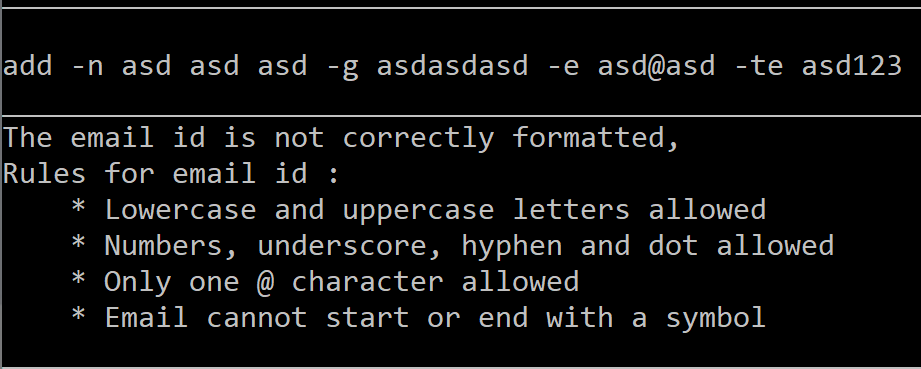 add -n asd asd asd -g asdasdasd -e asd@asd -te asd123
The email id is not correctly formatted,
Rules for email id :
* Lowercase and uppercase letters allowed
* Numbers, underscore, hyphen and dot allowed
* Only one @ character allowed
* Email cannot start or end with a symbol